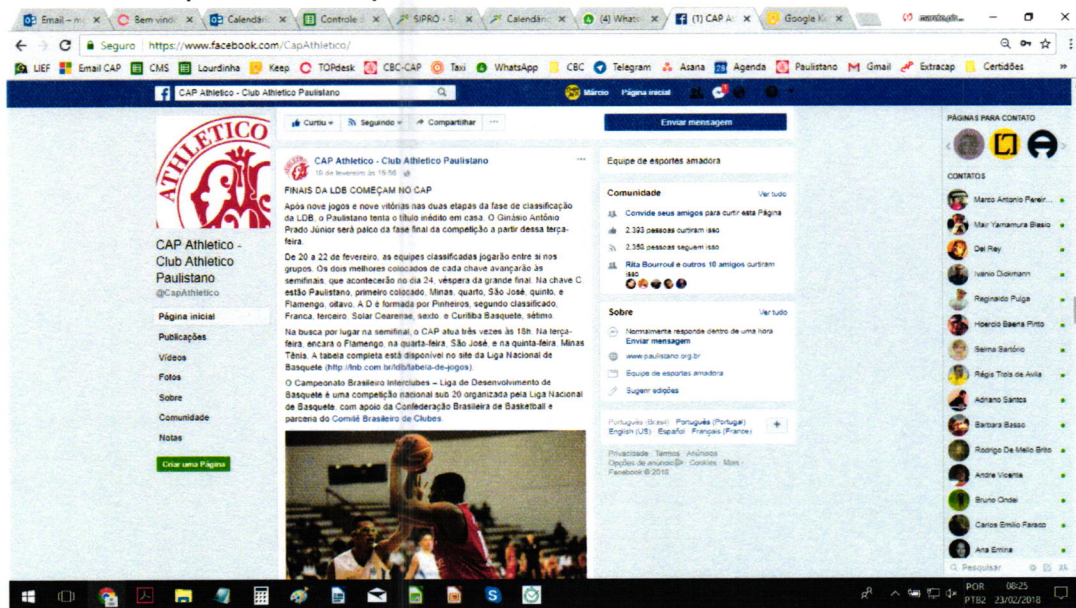 Email – m
Bem vind
Calendári
Controle
SIPRO - S
Calendári
(4) Whats
(1) CAP A
Google K
Seguro | https://www.facebook.com/CapAthletico/
LIEF Email CAP CMS Lourdinha Keep TOPdesk CBC-CAP Taxi WhatsApp CBC Telegram Asana Agenda Paulistano Gmail Extracap Certidões »
CAP Athletico - Club Athletico Paulistano
Márcio Página inicial
ATHLETICO
CAP Athletico -
Club Athletico
Paulistano
@CapAthletico
Página inicial
Publicações
Vídeos
Fotos
Sobre
Comunidade
Notas
Criar uma Página
Curtiu Seguindo Compartilhar ...
CAP Athletico - Club Athletico Paulistano
19 de fevereiro às 16:56
FINAIS DA LDB COMEÇAM NO CAP
Após nove jogos e nove vitórias nas duas etapas da fase de classificação
da LDB, o Paulistano tenta o título inédito em casa. O Ginásio Antônio
Prado Júnior será palco da fase final da competição a partir dessa terça-
feira.
De 20 a 22 de fevereiro, as equipes classificadas jogarão entre si nos
grupos. Os dois melhores colocados de cada chave avançarão às
semifinais, que acontecerão no dia 24, véspera da grande final. Na chave C
estão Paulistano, primeiro colocado, Minas, quarto, São José, quinto, e
Flamengo, oitavo. A D é formada por Pinheiros, segundo classificado,
Franca, terceiro, Solar Cearense, sexto, e Curitiba Basquete, sétimo.
Na busca por lugar na semifinal, o CAP atua três vezes às 18h. Na terça-
feira, encara o Flamengo, na quarta-feira, São José, e na quinta-feira, Minas
Tênis. A tabela completa está disponível no site da Liga Nacional de
Basquete (http://lnb.com.br/ldb/tabela-de-jogos).
O Campeonato Brasileiro Interclubes – Liga de Desenvolvimento de
Basquete é uma competição nacional sub 20 organizada pela Liga Nacional
de Basquete, com apoio da Confederação Brasileira de Basketball e
parceria do Comitê Brasileiro de Clubes.
Enviar mensagem
Equipe de esportes amadora
Comunidade Ver tudo
Convide seus amigos para curtir esta Página
2.393 pessoas curtiram isso
2.359 pessoas seguem isso
Rita Bourroul e outros 10 amigos curtiram
isso
Sobre Ver tudo
Normalmente responde dentro de uma hora
Enviar mensagem
www.paulistano.org.br
Equipe de esportes amadora
Sugerir edições
Português (Brasil) · Português (Portugal) ·
English (US) · Español · Français (France)
Privacidade · Termos · Anúncios ·
Opções de anúncio · Cookies · Mais ·
Facebook © 2018
PÁGINAS PARA CONTATO
CONTATOS
Marco Antonio Pereir...
Mair Yamamura Blasio
Del Rey
Ivanio Dickmann
Reginaldo Pulga
Hoercio Baena Pinto
Selma Sartório
Régis Trois de Avila
Adriano Santos
Barbara Basso
Rodrigo De Mello Brito
Andre Vicente
Bruno Ondei
Carlos Emilio Faraco
Ana Emina
Pesquisar
POR 08:25
PTB2 23/02/2018